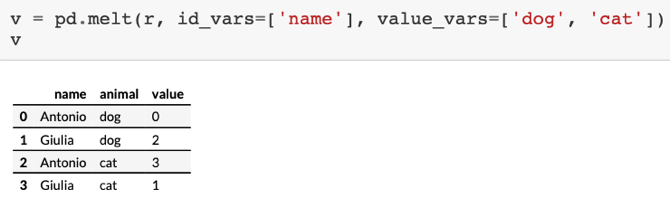 v = pd.melt(r, id_vars=['name'], value_vars=['dog', 'cat'])
v
name animal value
0 Antonio dog 0
1 Giulia dog 2
2 Antonio cat 3
3 Giulia cat 1